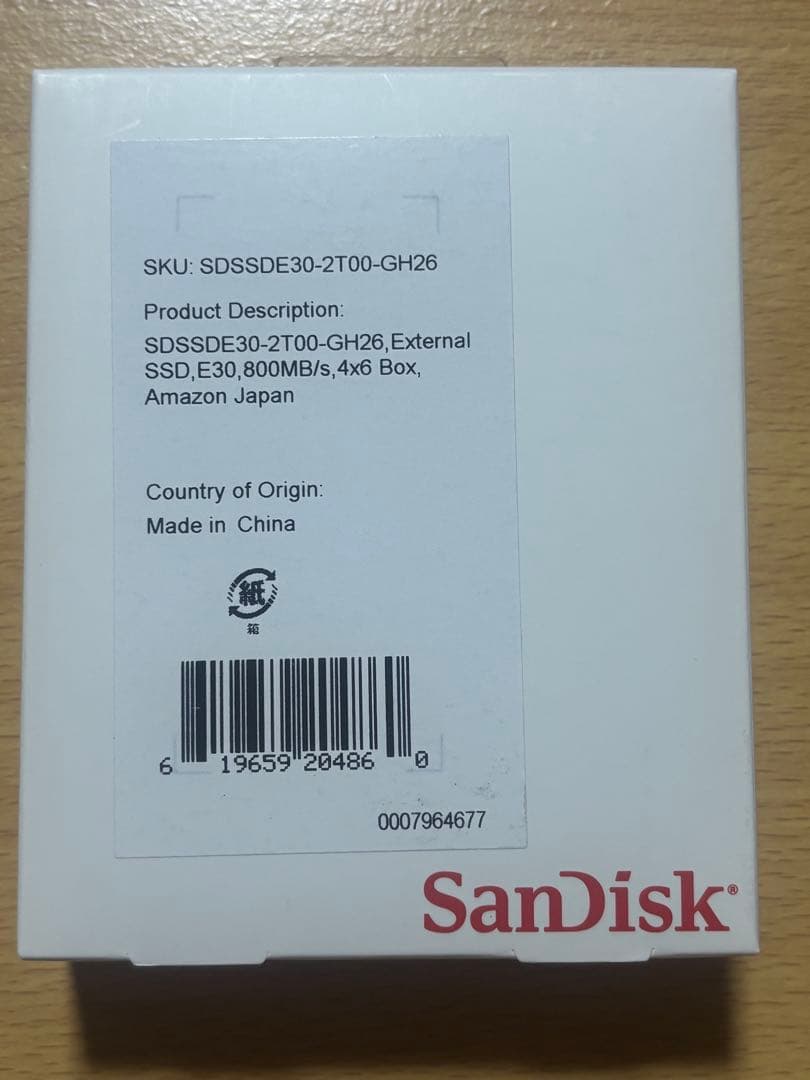 SKU: SDSSDE30-2T00-GH26
Product Description:
SDSSDE30-2T00-GH26,External
SSD,E30,800MB/s,4x6 Box,
Amazon Japan
Country of Origin:
Made in China
紙
箱
6 19659 20486 0
0007964677
SanDisk®